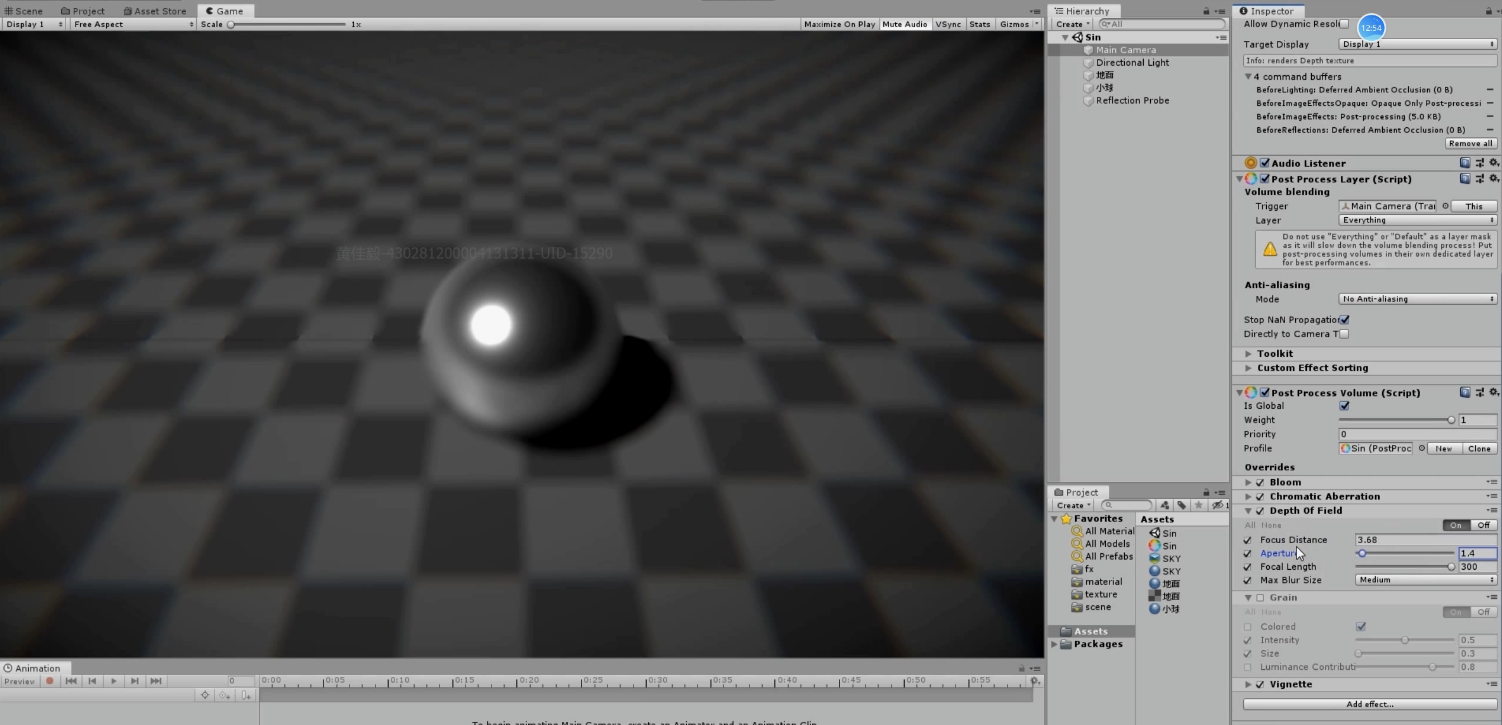 Scene Project Asset Store Game
Display 1 Free Aspect Scale 1x Maximize On Play Mute Audio VSync Stats Gizmos
黄佳毅-430281200004131311-UID-15290
Hierarchy
Create All
Sin
Main Camera
Directional Light
地面
小球
Reflection Probe
Project
Create
Favorites
All Material
All Models
All Prefabs
fx
material
texture
scene
Assets
Packages
Assets
Sin
Sin
SKY
SKY
地面
地面
小球
Inspector
Allow Dynamic Resol
12:54
Target Display Display 1
Info: renders Depth texture
4 command buffers
BeforeLighting: Deferred Ambient Occlusion (0 B)
BeforeImageEffectsOpaque: Opaque Only Post-processi
BeforeImageEffects: Post-processing (5.0 KB)
BeforeReflections: Deferred Ambient Occlusion (0 B)
Remove all
Audio Listener
Post Process Layer (Script)
Volume blending
Trigger Main Camera (Trai This
Layer Everything
Do not use "Everything" or "Default" as a layer mask
as it will slow down the volume blending process! Put
post-processing volumes in their own dedicated layer
for best performances.
Anti-aliasing
Mode No Anti-aliasing
Stop NaN Propagation
Directly to Camera T
Toolkit
Custom Effect Sorting
Post Process Volume (Script)
Is Global
Weight 1
Priority 0
Profile Sin (PostProc New Clone
Overrides
Bloom
Chromatic Aberration
Depth Of Field
All None On Off
Focus Distance 3.68
Aperture 1.4
Focal Length 300
Max Blur Size Medium
Grain
All None On Off
Colored
Intensity 0.5
Size 0.3
Luminance Contributi 0.8
Vignette
Add effect...
Animation
Preview 0 0:00 0:05 0:10 0:15 0:20 0:25 0:30 0:35 0:40 0:45 0:50 0:55
To begin animating Main Camera, create an Animator and an Animation Clip.